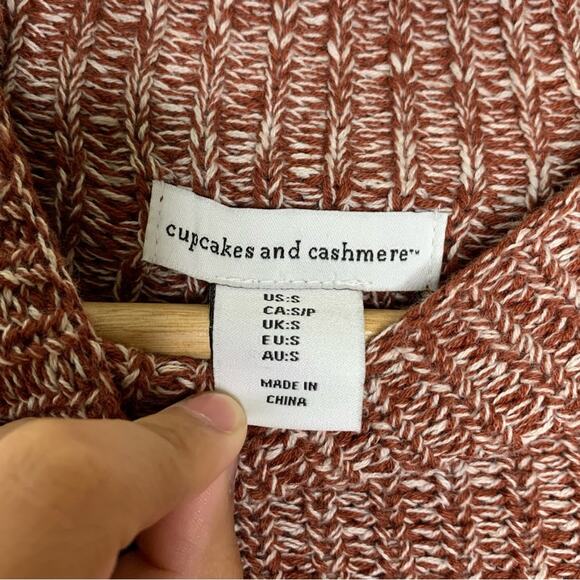 cupcakes and cashmere™
US:S
CA:S/P
UK:S
EU:S
AU:S
MADE IN
CHINA